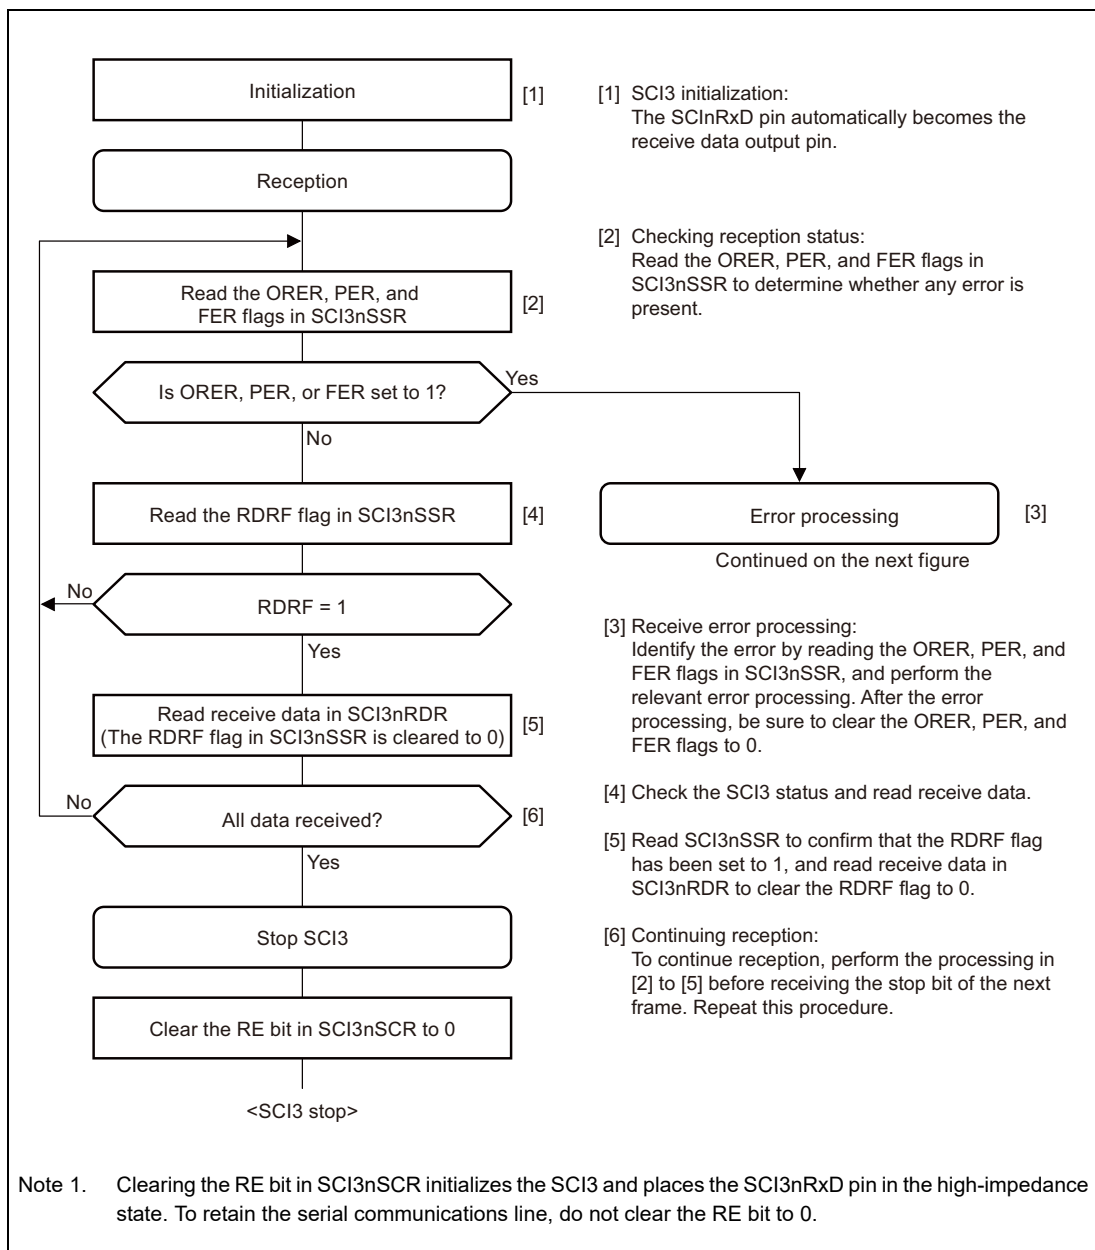 Initialization
[1]
[1] SCI3 initialization:
The SCInRxD pin automatically becomes the
receive data output pin.
Reception
[2] Checking reception status:
Read the ORER, PER, and FER flags in
SCI3nSSR to determine whether any error is
present.
Read the ORER, PER, and
FER flags in SCI3nSSR
[2]
Is ORER, PER, or FER set to 1?
Yes
No
Read the RDRF flag in SCI3nSSR
[4]
Error processing
[3]
Continued on the next figure
No
RDRF = 1
Yes
[3] Receive error processing:
Identify the error by reading the ORER, PER, and
FER flags in SCI3nSSR, and perform the
relevant error processing. After the error
processing, be sure to clear the ORER, PER, and
FER flags to 0.
Read receive data in SCI3nRDR
(The RDRF flag in SCI3nSSR is cleared to 0)
[5]
[4] Check the SCI3 status and read receive data.
No
All data received?
[6]
Yes
[5] Read SCI3nSSR to confirm that the RDRF flag
has been set to 1, and read receive data in
SCI3nRDR to clear the RDRF flag to 0.
Stop SCI3
[6] Continuing reception:
To continue reception, perform the processing in
[2] to [5] before receiving the stop bit of the next
frame. Repeat this procedure.
Clear the RE bit in SCI3nSCR to 0
<SCI3 stop>
Note 1. Clearing the RE bit in SCI3nSCR initializes the SCI3 and places the SCI3nRxD pin in the high-impedance
state. To retain the serial communications line, do not clear the RE bit to 0.